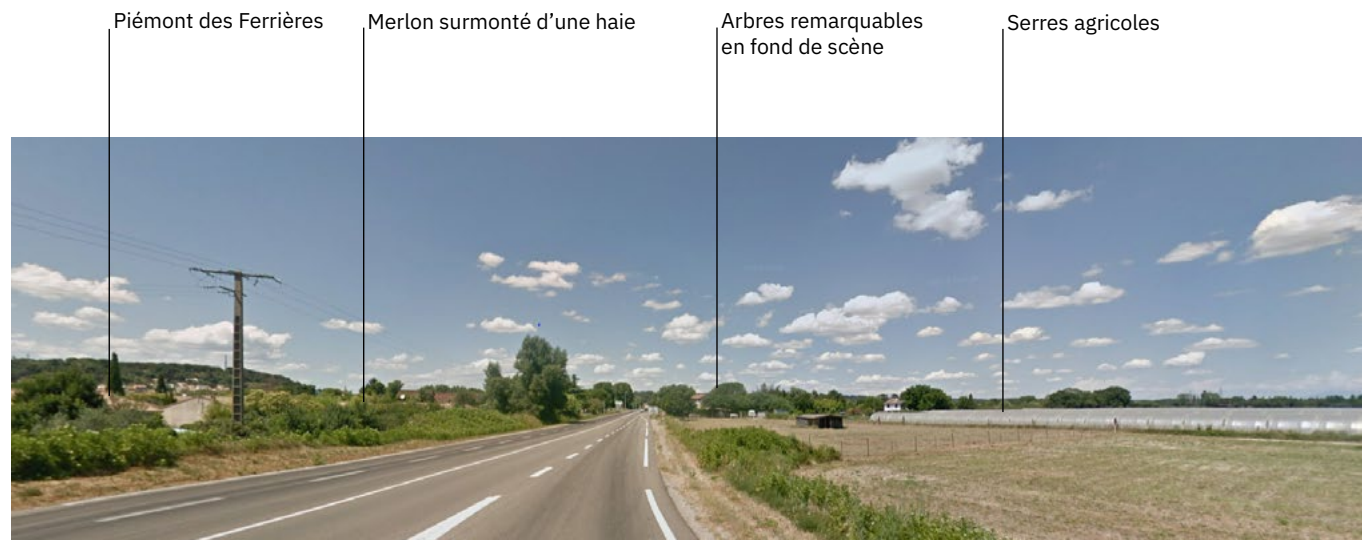 Piémont des Ferrières
Merlon surmonté d’une haie
Arbres remarquables
en fond de scène
Serres agricoles